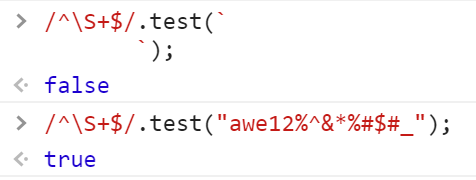 > /^\S+$/.test(`
`);
< false
> /^\S+$/.test("awe12%^&*%#$#_");
< true